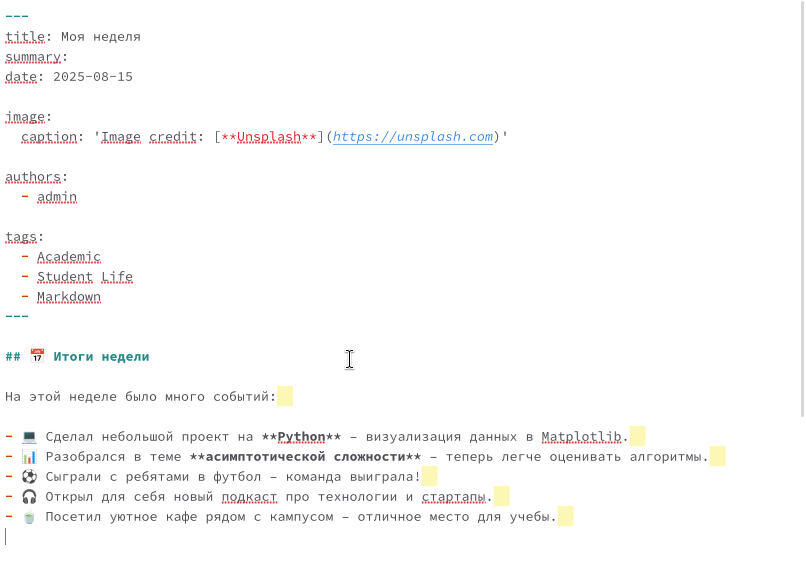 ---
title: Моя неделя
summary:
date: 2025-08-15

image:
  caption: 'Image credit: [**Unsplash**](https://unsplash.com)'

authors:
  - admin

tags:
  - Academic
  - Student Life
  - Markdown
---

## 📅 Итоги недели

На этой неделе было много событий:

- 💻 Сделал небольшой проект на **Python** – визуализация данных в Matplotlib.
- 📊 Разобрался в теме **асимптотической сложности** – теперь легче оценивать алгоритмы.
- ⚽ Сыграли с ребятами в футбол – команда выиграла!
- 🎧 Открыл для себя новый подкаст про технологии и стартапы.
- 🍵 Посетил уютное кафе рядом с кампусом – отличное место для учебы.